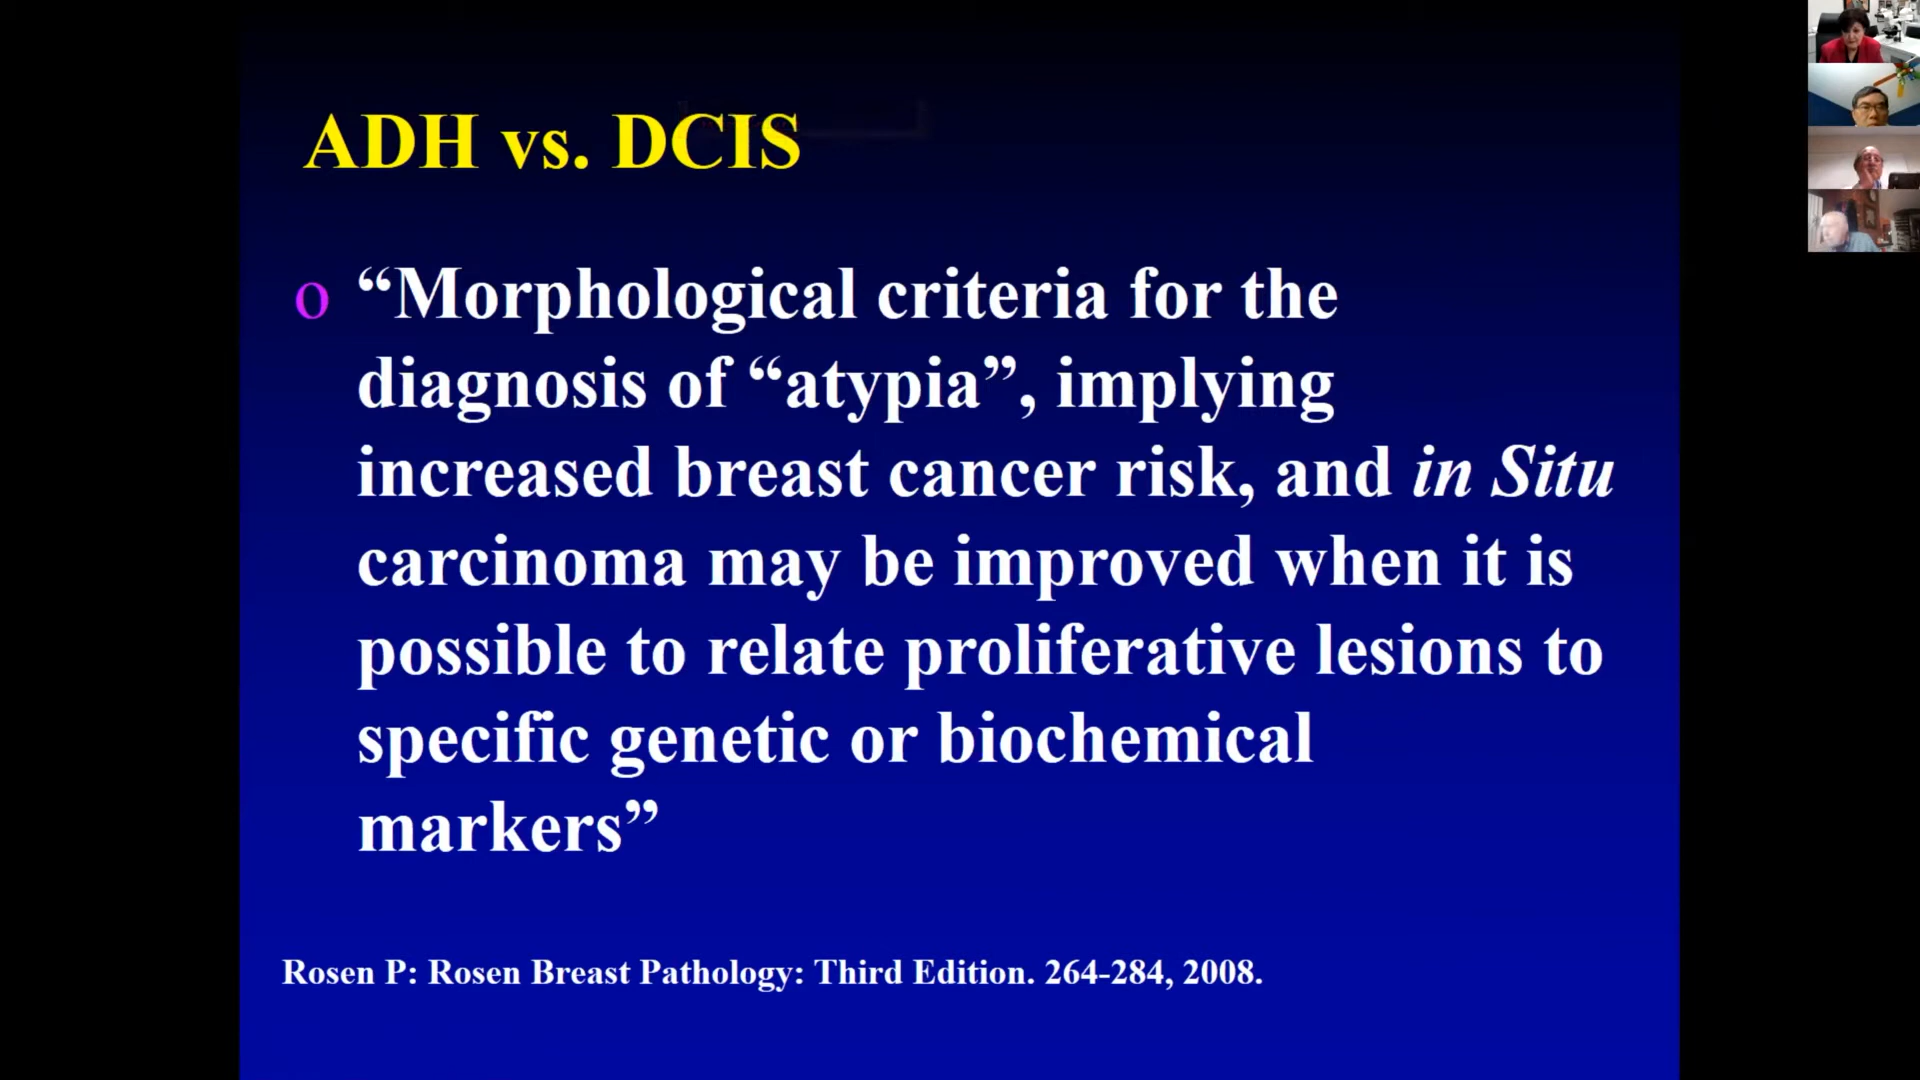 ADH vs. DCIS
o “Morphological criteria for the
diagnosis of “atypia”, implying
increased breast cancer risk, and in Situ
carcinoma may be improved when it is
possible to relate proliferative lesions to
specific genetic or biochemical
markers”
Rosen P: Rosen Breast Pathology: Third Edition. 264-284, 2008.